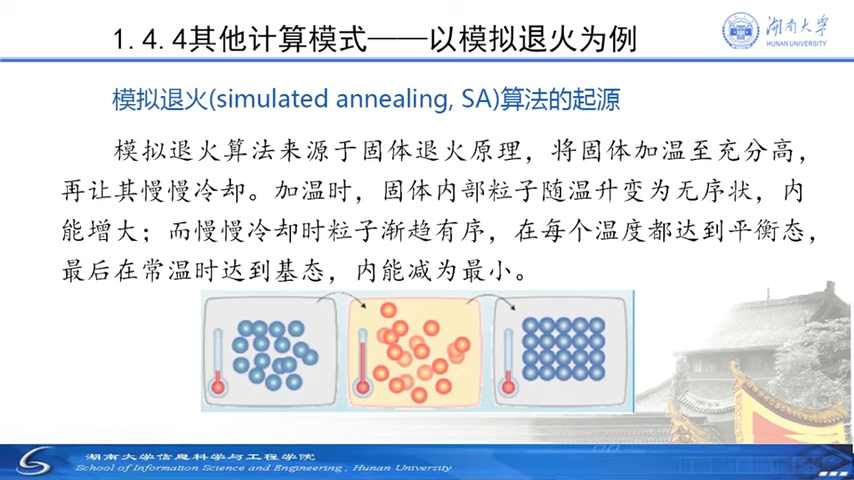 1.4.4其他计算模式——以模拟退火为例
湖南大学
HUNAN UNIVERSITY
模拟退火(simulated annealing, SA)算法的起源
模拟退火算法来源于固体退火原理，将固体加温至充分高，
再让其慢慢冷却。加温时，固体内部粒子随温升变为无序状，内
能增大；而慢慢冷却时粒子渐趋有序，在每个温度都达到平衡态，
最后在常温时达到基态，内能减为最小。
湖南大学信息科学与工程学院
School of Information Science and Engineering , Hunan University